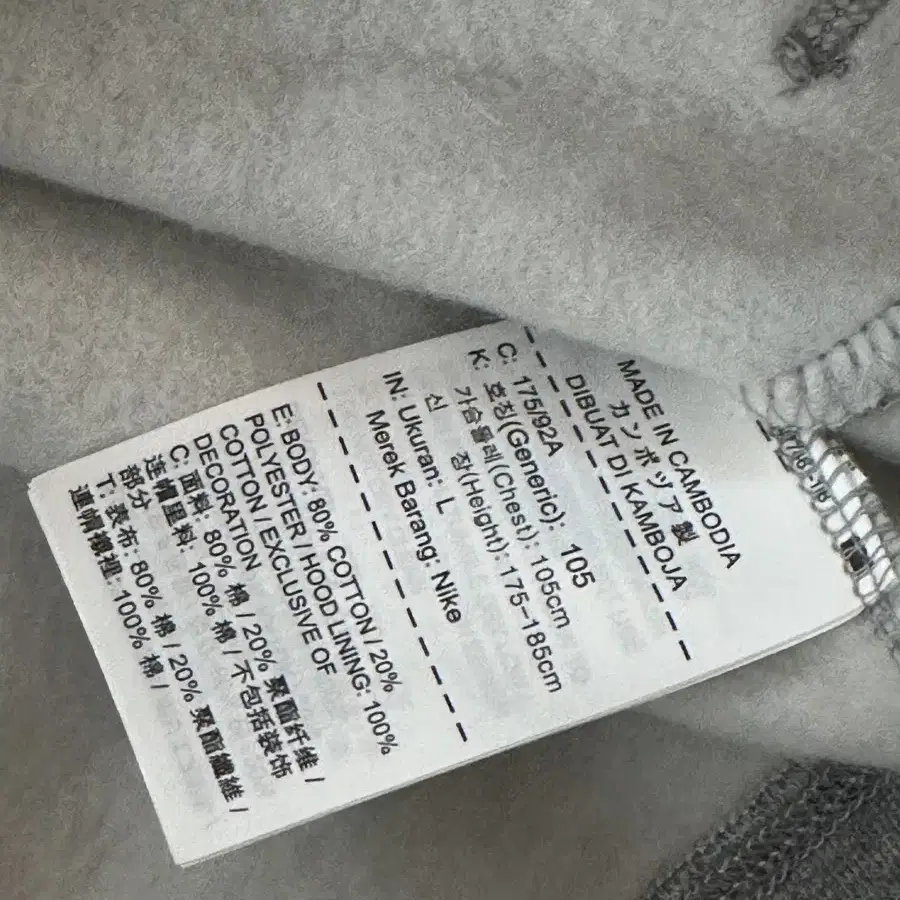 MADE IN CAMBODIA
カンボツア 製
DIBUAT DI KAMBOJA
C: 175/92A
K: 호칭(Generic): 105
가슴둘레(Chest): 105cm
신 장(Height): 175-185cm
IN: Ukuran: L
Merek Barang: Nike
E: BODY: 80% COTTON / 20%
POLYESTER / HOOD LINING: 100%
COTTON / EXCLUSIVE OF
DECORATION
C: 面料: 80% 棉 / 20% 聚酯纤维 /
连帽里料: 100% 棉 / 不包括装饰
部分
T: 表布: 80% 棉 / 20% 聚酯纖維 /
連帽襯裡: 100% 棉 /